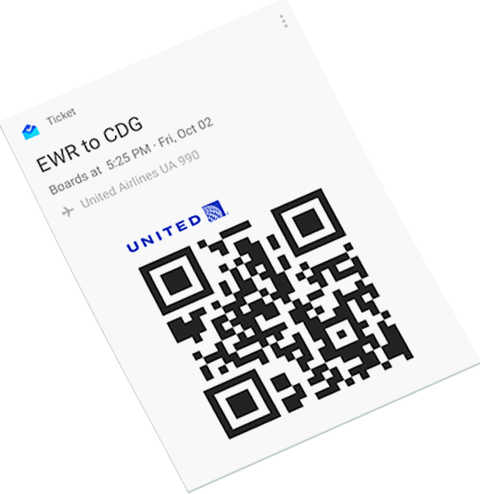 Ticket
EWR to CDG
Boards at 5:25 PM · Fri, Oct 02
United Airlines UA 990
UNITED